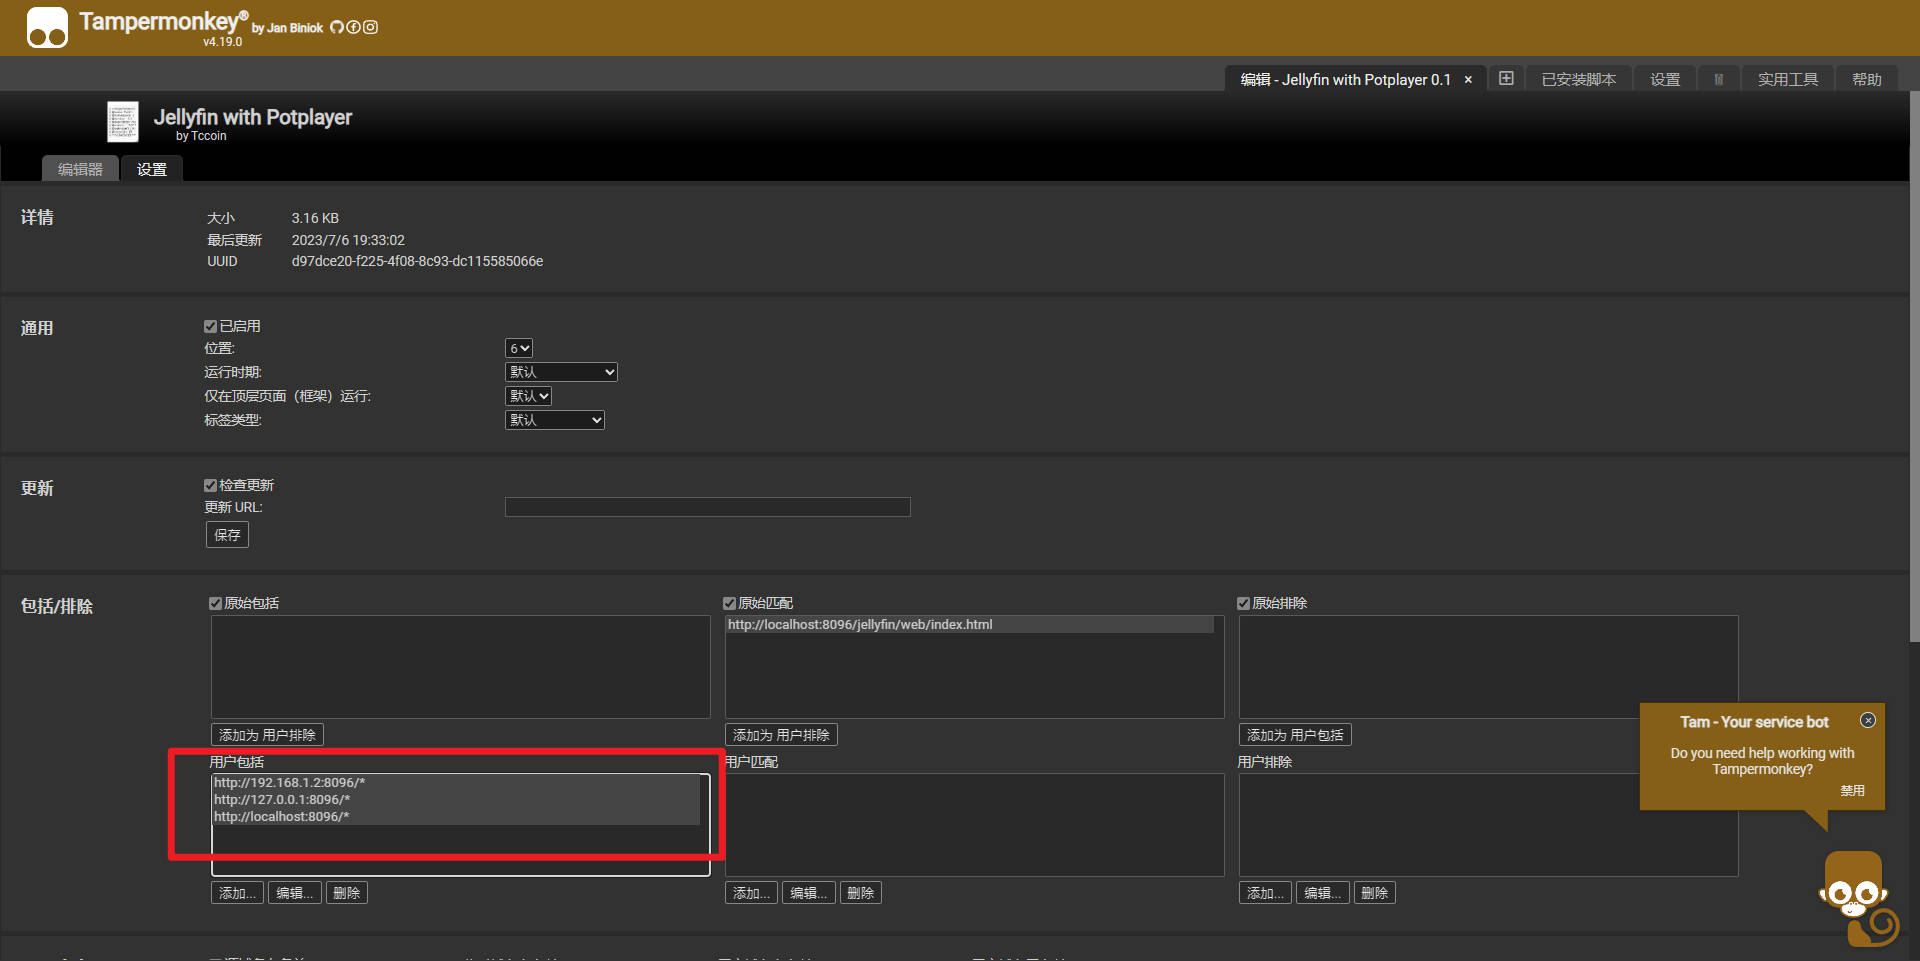 Tampermonkey® by Jan Biniok
v4.19.0
编辑 - Jellyfin with Potplayer 0.1 ×
已安装脚本
设置
实用工具
帮助
Jellyfin with Potplayer
by Tccoin
编辑器
设置
详情
大小 3.16 KB
最后更新 2023/7/6 19:33:02
UUID d97dce20-f225-4f08-8c93-dc115585066e
通用
已启用
位置: 6
运行时期: 默认
仅在顶层页面（框架）运行: 默认
标签类型: 默认
更新
检查更新
更新 URL:
保存
包括/排除
原始包括
原始匹配
原始排除
http://localhost:8096/jellyfin/web/index.html
添加为 用户排除
添加为 用户排除
添加为 用户包括
用户包括
用户匹配
用户排除
http://192.168.1.2:8096/*
http://127.0.0.1:8096/*
http://localhost:8096/*
添加... 编辑... 删除
添加... 编辑... 删除
添加... 编辑... 删除
Tam - Your service bot
Do you need help working with
Tampermonkey?
禁用